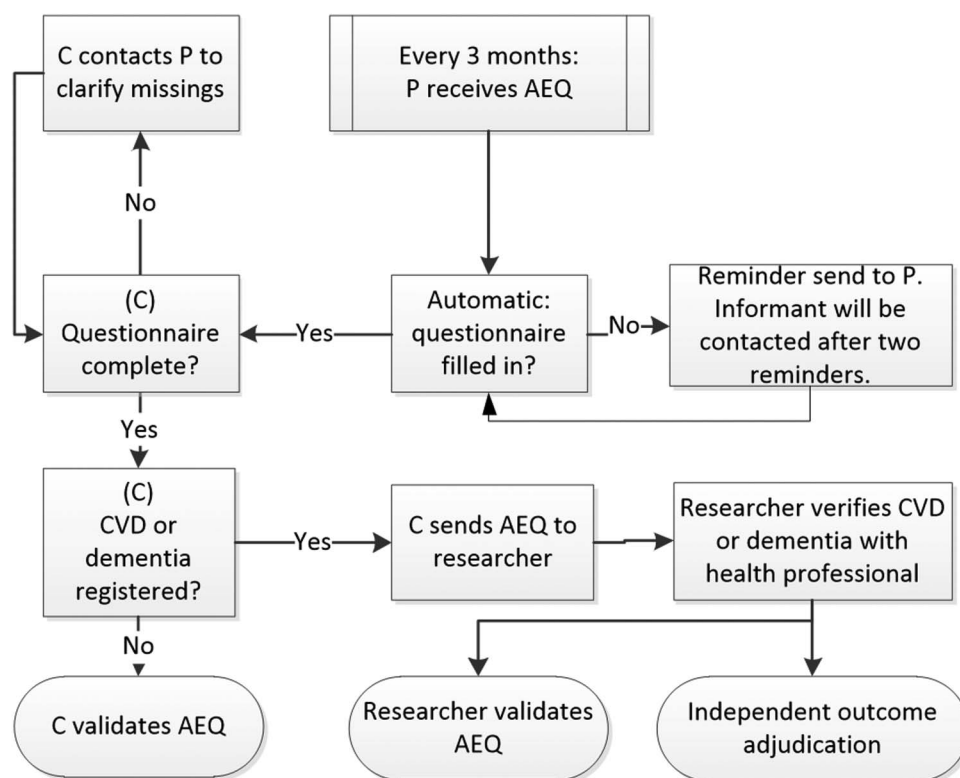 C contacts P to
clarify missings
Every 3 months:
P receives AEQ
No
(C)
Questionnaire
complete?
Yes
Automatic:
questionnaire
filled in?
No
Reminder send to P.
Informant will be
contacted after two
reminders.
Yes
(C)
CVD or
dementia
registered?
Yes
C sends AEQ to
researcher
Researcher verifies CVD
or dementia with
health professional
No
C validates AEQ
Researcher validates
AEQ
Independent outcome
adjudication